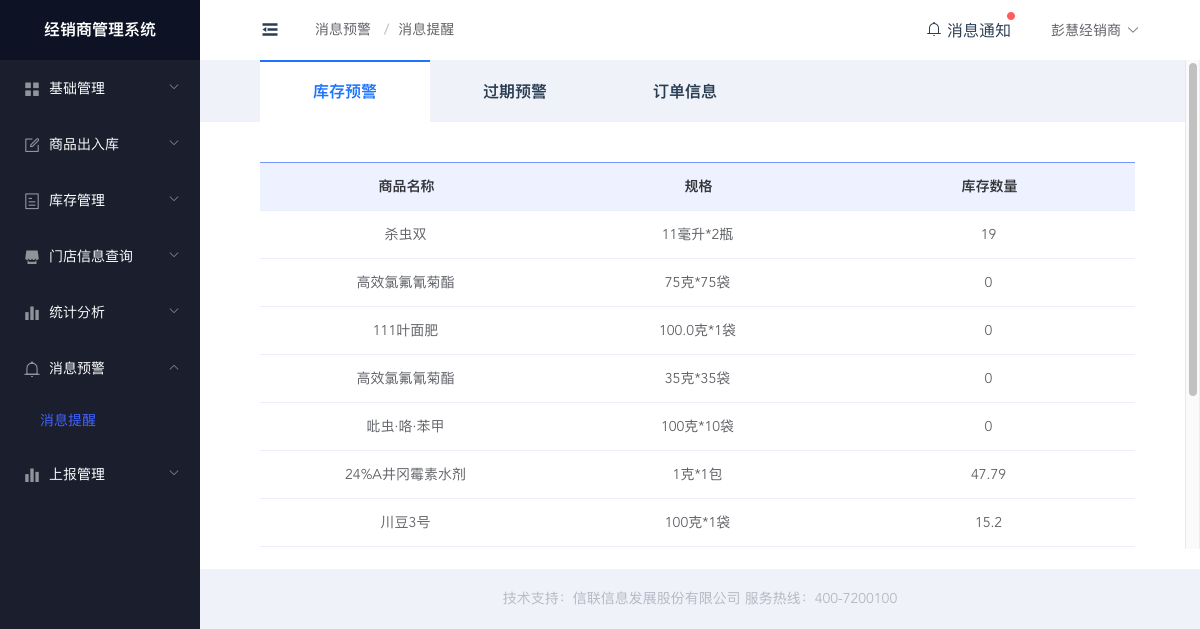 经销商管理系统
消息预警 / 消息提醒
消息通知
彭慧经销商
基础管理
商品出入库
库存管理
门店信息查询
统计分析
消息预警
消息提醒
上报管理
库存预警 过期预警 订单信息
商品名称 规格 库存数量
杀虫双 11毫升*2瓶 19
高效氯氟氰菊酯 75克*75袋 0
111叶面肥 100.0克*1袋 0
高效氯氟氰菊酯 35克*35袋 0
吡虫·咯·苯甲 100克*10袋 0
24%A井冈霉素水剂 1克*1包 47.79
川豆3号 100克*1袋 15.2
技术支持：信联信息发展股份有限公司 服务热线：400-7200100